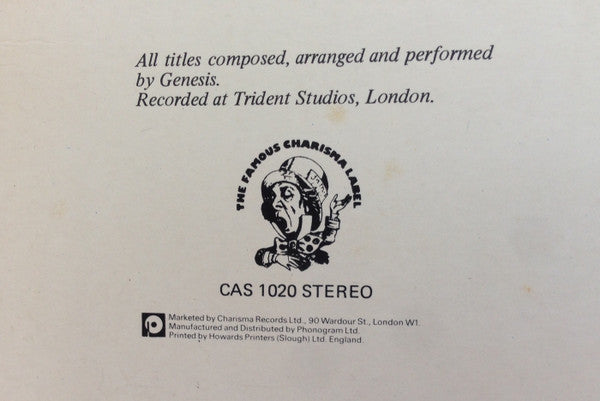 All titles composed, arranged and performed
by Genesis.
Recorded at Trident Studios, London.
THE FAMOUS CHARISMA LABEL
CAS 1020 STEREO
Marketed by Charisma Records Ltd., 90 Wardour St., London W1.
Manufactured and Distributed by Phonogram Ltd.
Printed by Howards Printers (Slough) Ltd. England.